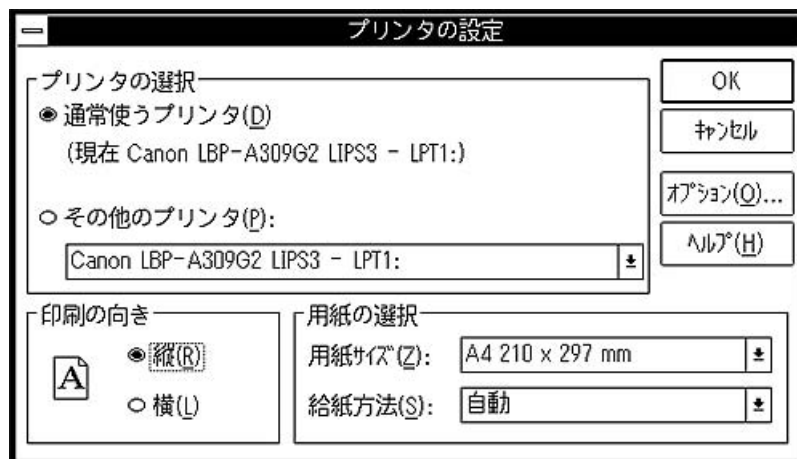 プリンタの設定
プリンタの選択
通常使うプリンタ(D)
(現在 Canon LBP-A309G2 LIPS3 - LPT1:)
その他のプリンタ(P):
Canon LBP-A309G2 LIPS3 - LPT1:
OK
キャンセル
オプション(O)...
ヘルプ(H)
印刷の向き
A
縦(R)
横(L)
用紙の選択
用紙サイズ(Z): A4 210 x 297 mm
給紙方法(S): 自動